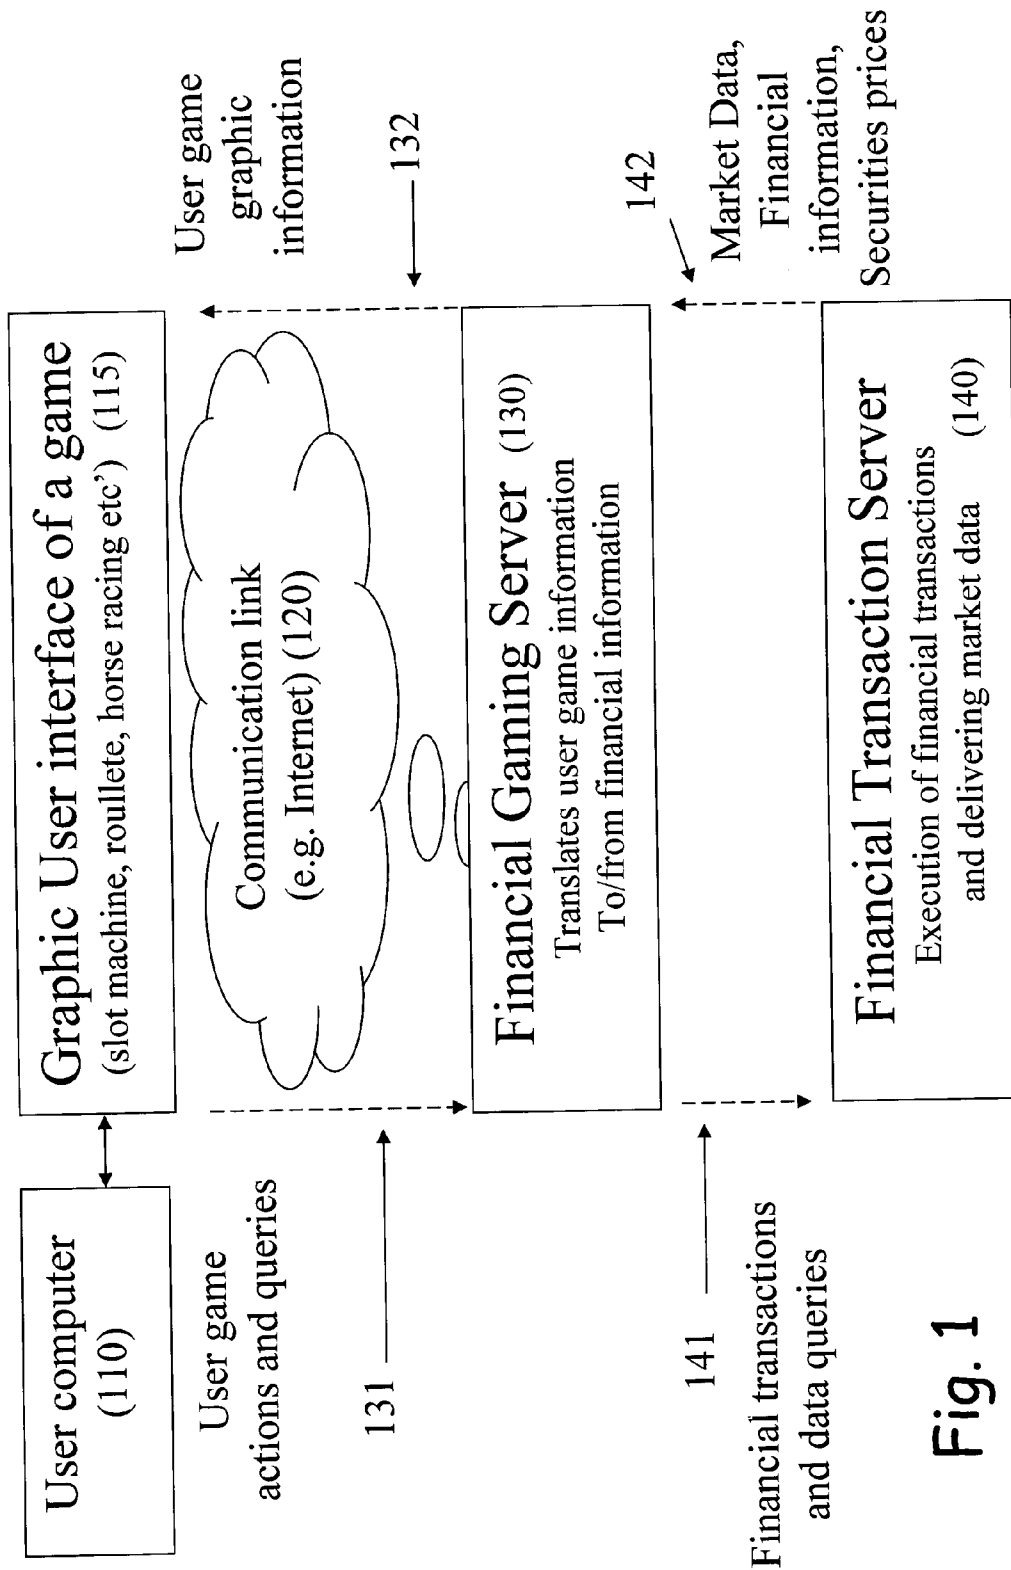 User computer
(110)
Graphic User interface of a game
(slot machine, roullete, horse racing etc’) (115)
User game
actions and queries
131
Communication link
(e.g. Internet) (120)
User game
graphic
information
132
Financial Gaming Server (130)
Translates user game information
To/from financial information
141
Financial transactions
and data queries
142
Market Data,
Financial
information,
Securities prices
Financial Transaction Server
Execution of financial transactions
and delivering market data (140)
Fig. 1